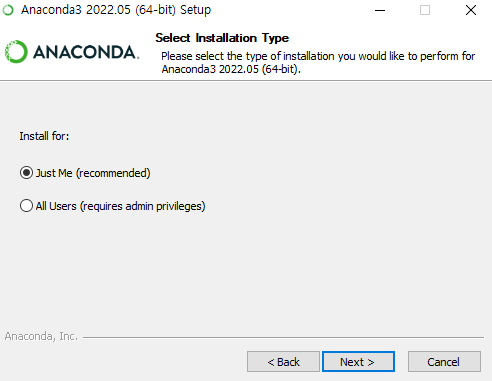 Anaconda3 2022.05 (64-bit) Setup
ANACONDA.
Select Installation Type
Please select the type of installation you would like to perform for
Anaconda3 2022.05 (64-bit).
Install for:
Just Me (recommended)
All Users (requires admin privileges)
Anaconda, Inc.
< Back Next > Cancel